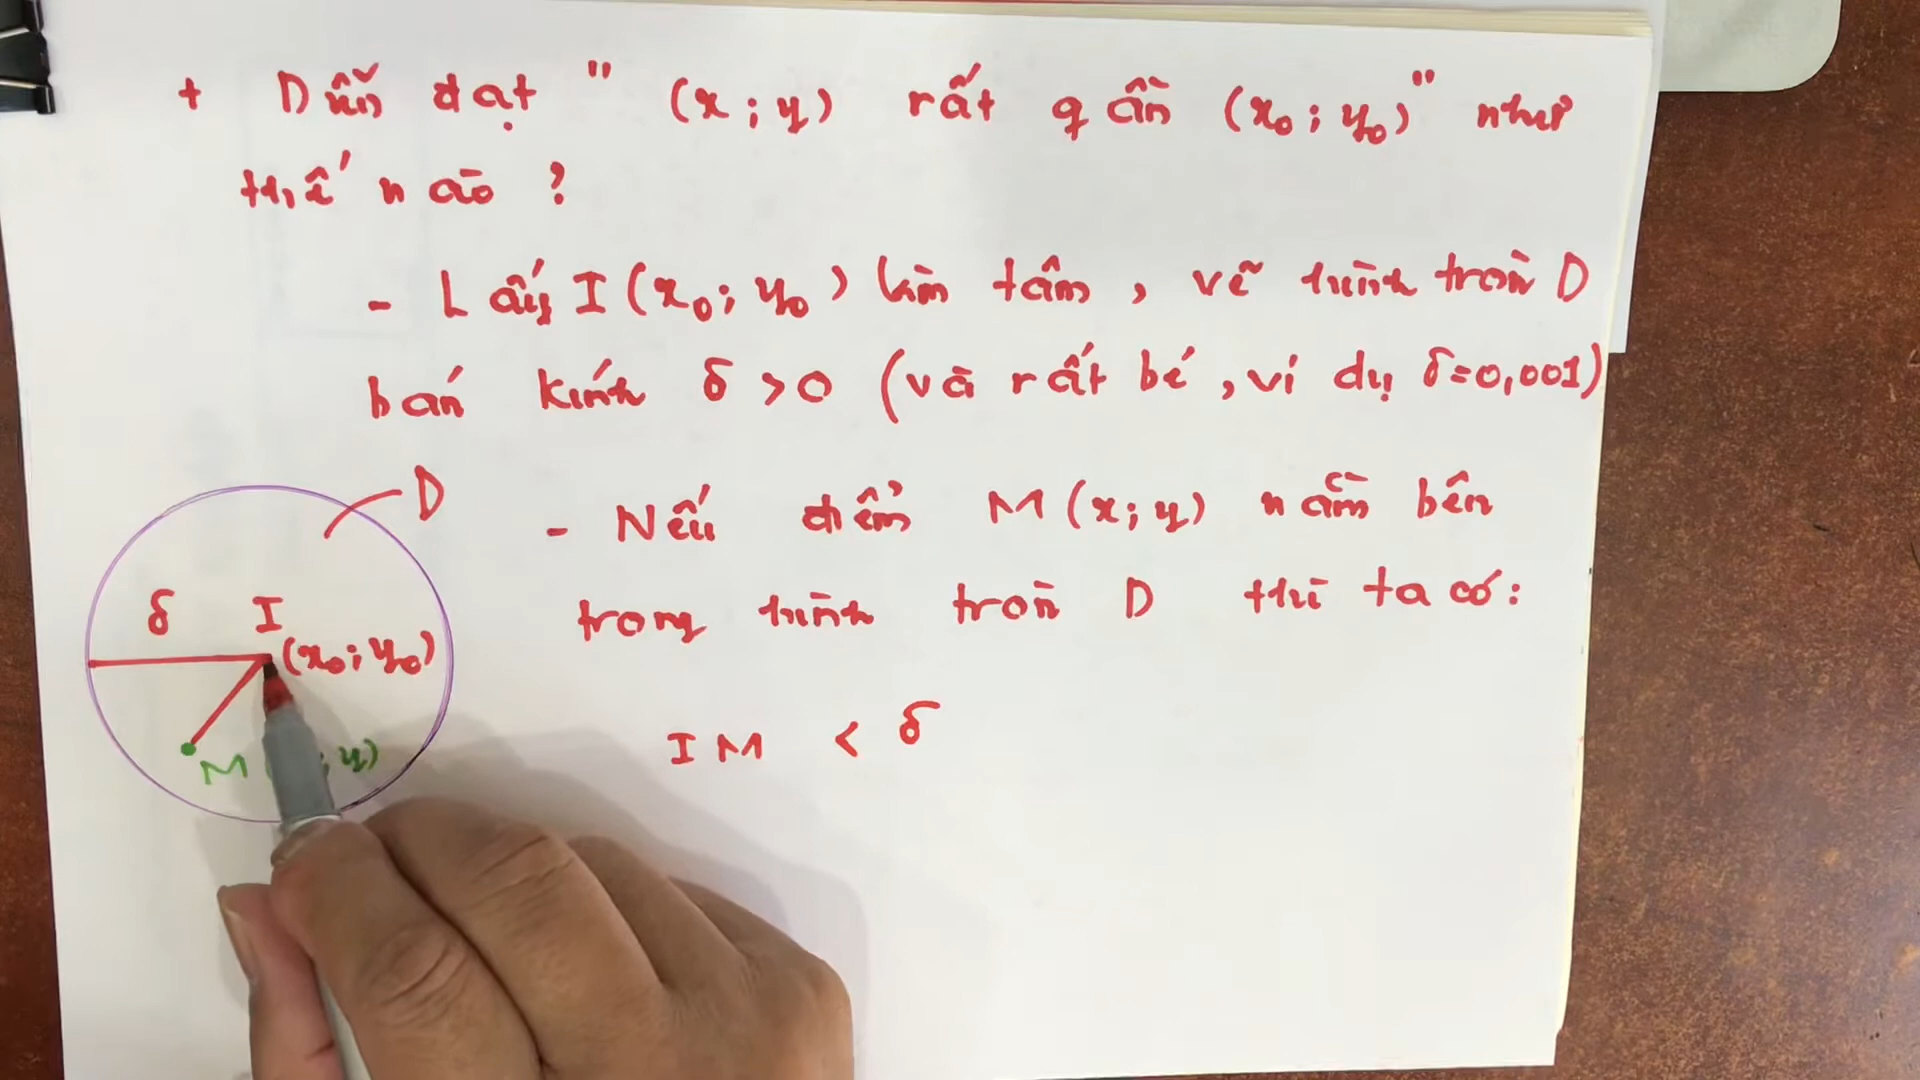 + Diễn đạt " (x ; y) rất gần (x₀ ; y₀)" như
thế nào ?
- Lấy I (x₀ ; y₀) làm tâm , vẽ hình tròn D
bán kính δ > 0 (và rất bé , ví dụ δ = 0,001)
- Nếu điểm M (x ; y) nằm bên
trong hình tròn D thì ta có :
IM < δ
D
δ I
(x₀ ; y₀)
M ; y)